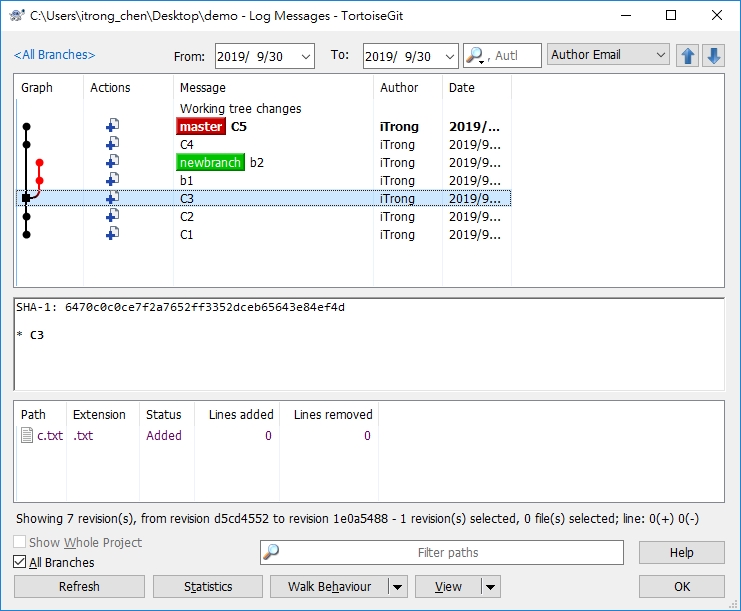 C:\Users\itrong_chen\Desktop\demo - Log Messages - TortoiseGit
<All Branches> From: 2019/ 9/30 To: 2019/ 9/30 , Autl Author Email
Graph Actions Message Author Date
Working tree changes
master C5 iTrong 2019/...
C4 iTrong 2019/9...
newbranch b2 iTrong 2019/9...
b1 iTrong 2019/9...
C3 iTrong 2019/9...
C2 iTrong 2019/9...
C1 iTrong 2019/9...
SHA-1: 6470c0c0ce7f2a7652ff3352dceb65643e84ef4d
* C3
Path Extension Status Lines added Lines removed
c.txt .txt Added 0 0
Showing 7 revision(s), from revision d5cd4552 to revision 1e0a5488 - 1 revision(s) selected, 0 file(s) selected; line: 0(+) 0(-)
Show Whole Project
Filter paths Help
All Branches
Refresh Statistics Walk Behaviour View OK